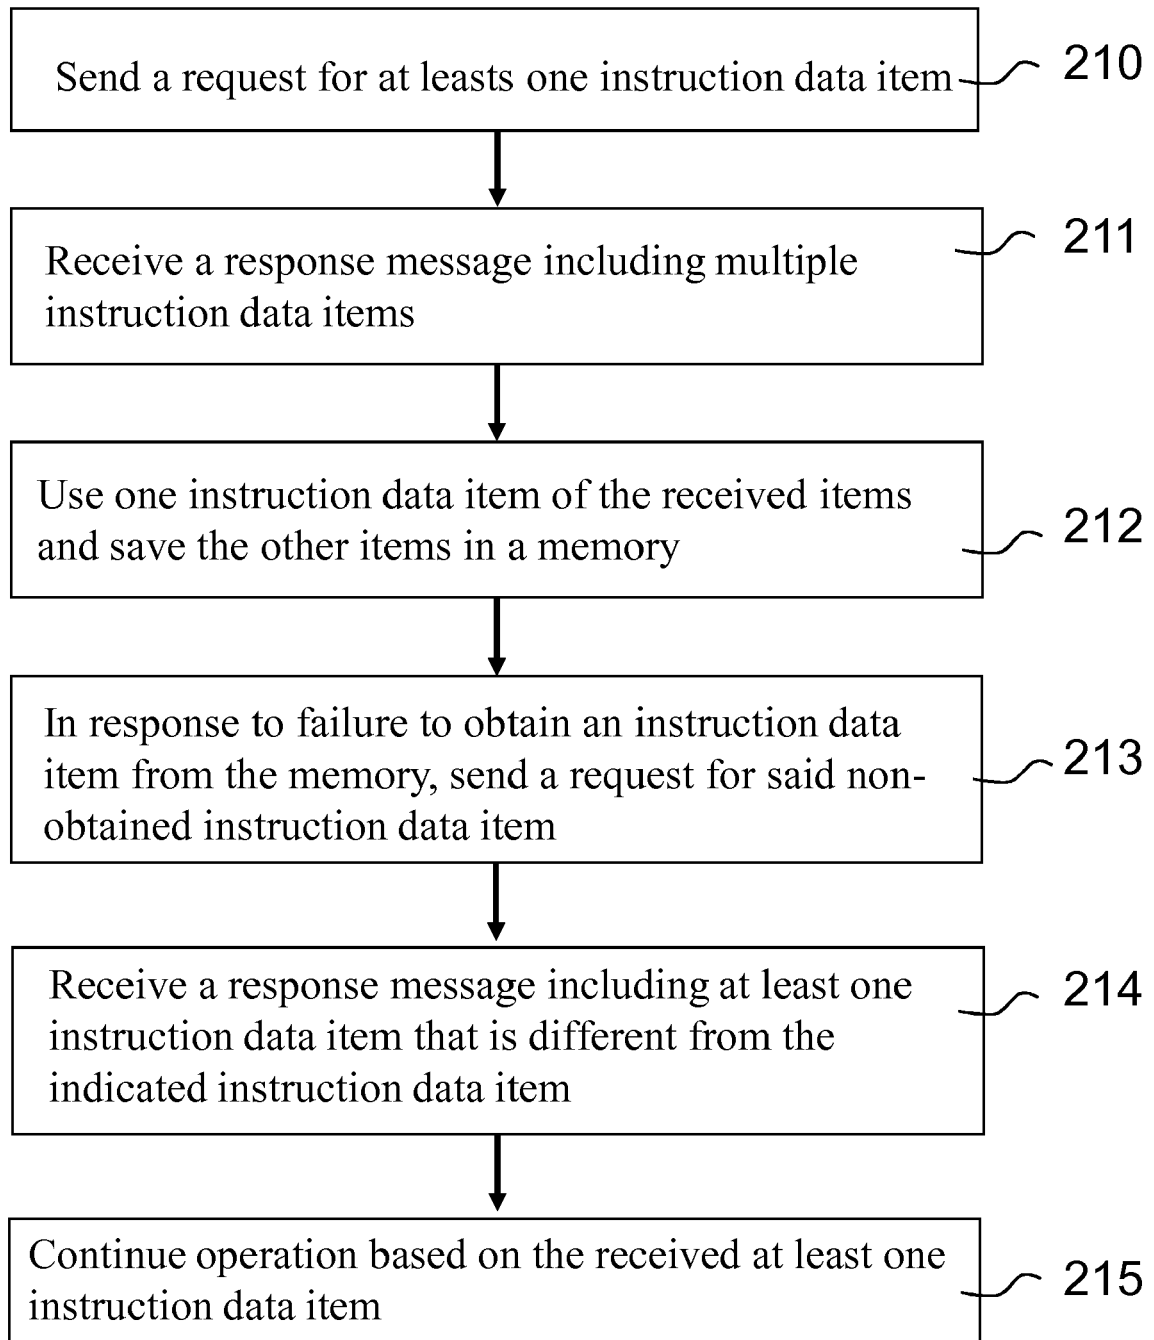 Send a request for at leasts one instruction data item
210
Receive a response message including multiple
instruction data items
211
Use one instruction data item of the received items
and save the other items in a memory
212
In response to failure to obtain an instruction data
item from the memory, send a request for said non-
obtained instruction data item
213
Receive a response message including at least one
instruction data item that is different from the
indicated instruction data item
214
Continue operation based on the received at least one
instruction data item
215